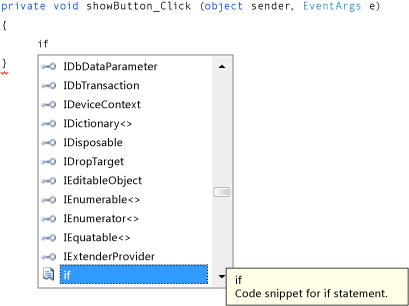 private void showButton_Click (object sender, EventArgs e)
{
if
}
IDbDataParameter
IDbTransaction
IDeviceContext
IDictionary<>
IDisposable
IDropTarget
IEditableObject
IEnumerable<>
IEnumerator<>
IEquatable<>
IExtenderProvider
if
if
Code snippet for if statement.